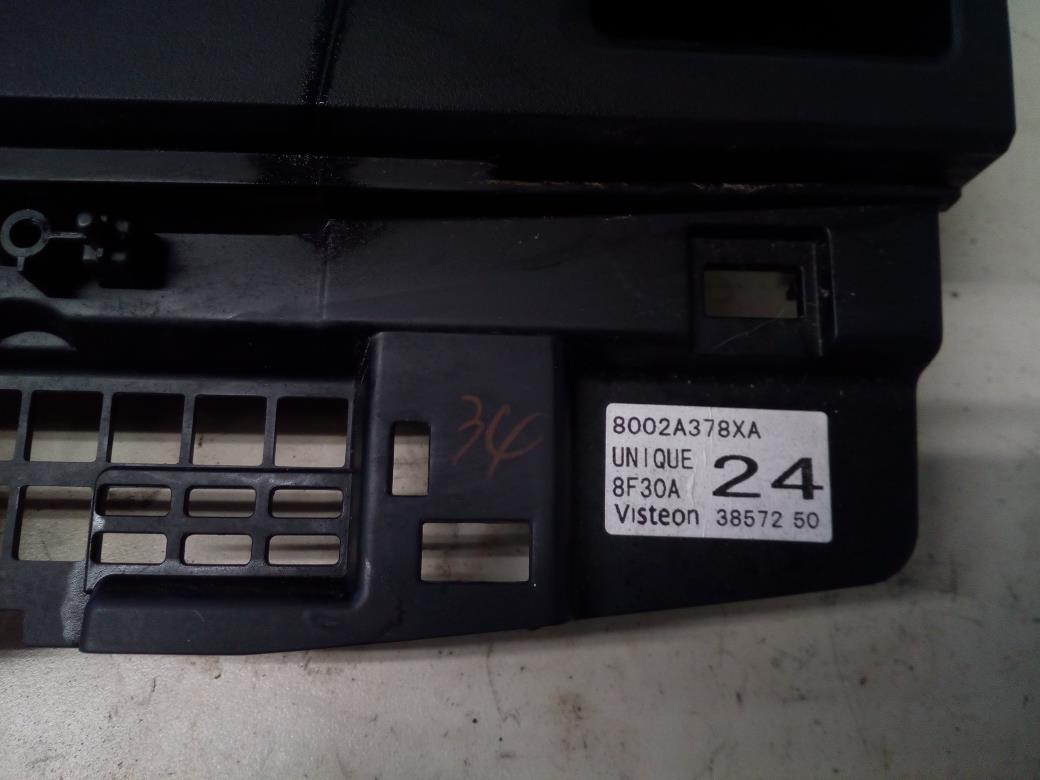 34
8002A378XA
UNIQUE
8F30A 24
Visteon 38572 50